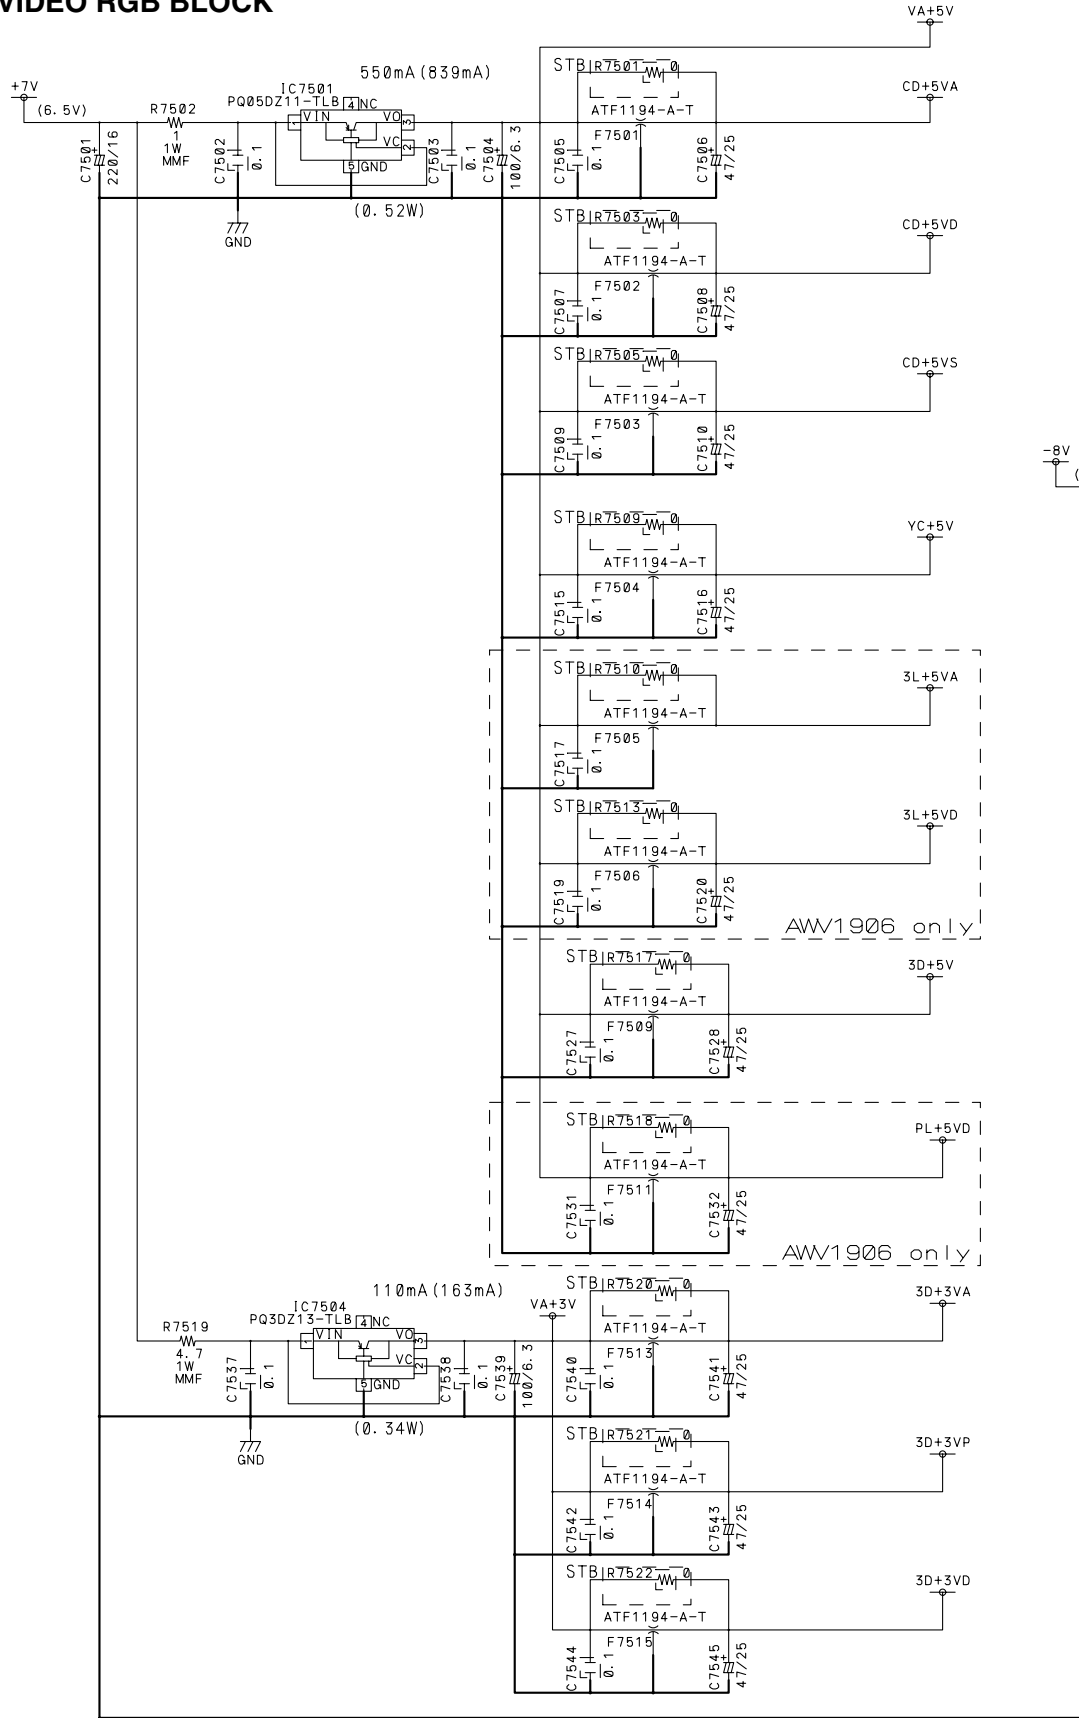 VIDEO RGB BLOCK
VA+5V
+7V
(6.5V)
R7502
1
1W
MMF
C7501
220/16
C7502
0.1
GND
550mA(839mA)
IC7501
PQ05DZ11-TLB
4 NC
VIN
VO
1
3
VC
2
5 GND
(0.52W)
C7503
0.1
C7504
100/6.3
STB R7501 0
ATF1194-A-T
F7501
C7505
0.1
C7506
47/25
CD+5VA
STB R7503 0
ATF1194-A-T
F7502
C7507
0.1
C7508
47/25
CD+5VD
STB R7505 0
ATF1194-A-T
F7503
C7509
0.1
C7510
47/25
CD+5VS
-8V
(
STB R7509 0
ATF1194-A-T
F7504
C7515
0.1
C7516
47/25
YC+5V
STB R7510 0
ATF1194-A-T
F7505
C7517
0.1
3L+5VA
STB R7513 0
ATF1194-A-T
F7506
C7519
0.1
C7520
47/25
3L+5VD
AWV1906 only
STB R7517 0
ATF1194-A-T
F7509
C7527
0.1
C7528
47/25
3D+5V
STB R7518 0
ATF1194-A-T
F7511
C7531
0.1
C7532
47/25
PL+5VD
AWV1906 only
110mA(163mA)
IC7504
PQ3DZ13-TLB
4 NC
VIN
VO
1
3
VC
2
5 GND
(0.34W)
R7519
4.7
1W
MMF
C7537
0.1
GND
C7538
0.1
C7539
100/6.3
VA+3V
STB R7520 0
ATF1194-A-T
F7513
C7540
0.1
C7541
47/25
3D+3VA
STB R7521 0
ATF1194-A-T
F7514
C7542
0.1
C7543
47/25
3D+3VP
STB R7522 0
ATF1194-A-T
F7515
C7544
0.1
C7545
47/25
3D+3VD